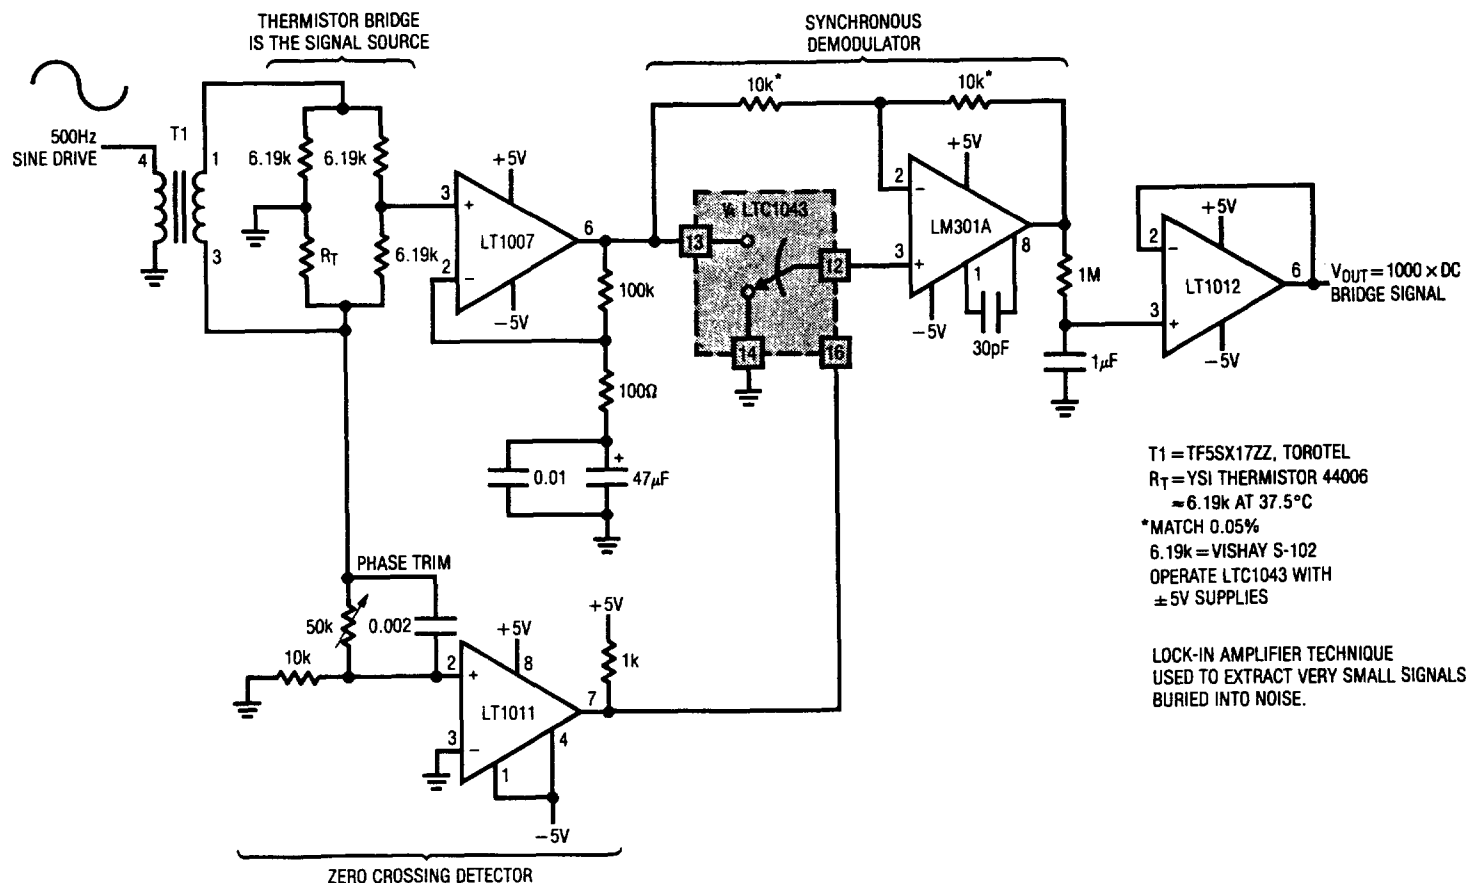 THERMISTOR BRIDGE
IS THE SIGNAL SOURCE
SYNCHRONOUS
DEMODULATOR
500Hz
SINE DRIVE
T1
4
1
3
6.19k
6.19k
RT
6.19k
+5V
3
+
LT1007
6
2
−
−5V
100k
100Ω
0.01
+
47µF
10k*
10k*
½ LTC1043
13
12
14
16
+5V
2
−
LM301A
3
+
1
8
−5V
30pF
1M
1µF
+5V
2
−
LT1012
6
3
+
−5V
VOUT = 1000 × DC
BRIDGE SIGNAL
PHASE TRIM
50k
0.002
10k
+5V
8
2
+
LT1011
7
3
−
1
4
−5V
+5V
1k
ZERO CROSSING DETECTOR
T1 = TF5SX17ZZ, TOROTEL
RT = YSI THERMISTOR 44006
≈ 6.19k AT 37.5°C
*MATCH 0.05%
6.19k = VISHAY S-102
OPERATE LTC1043 WITH
±5V SUPPLIES
LOCK-IN AMPLIFIER TECHNIQUE
USED TO EXTRACT VERY SMALL SIGNALS
BURIED INTO NOISE.